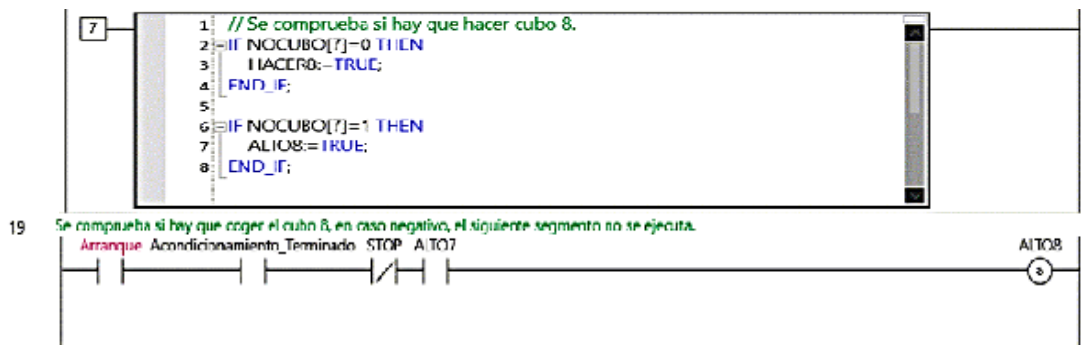 7
1 // Se comprueba si hay que hacer cubo 8.
2 IF NOCUBO[7]=0 THEN
3 HACER8:=TRUE;
4 END_IF;
5
6 IF NOCUBO[7]=1 THEN
7 ALTO8:=TRUE;
8 END_IF;
19 Se comprueba si hay que coger el cubo 8, en caso negativo, el siguiente segmento no se ejecuta.
Arranque Acondicionamiento_Terminado STOP ALTO7 ALTO8